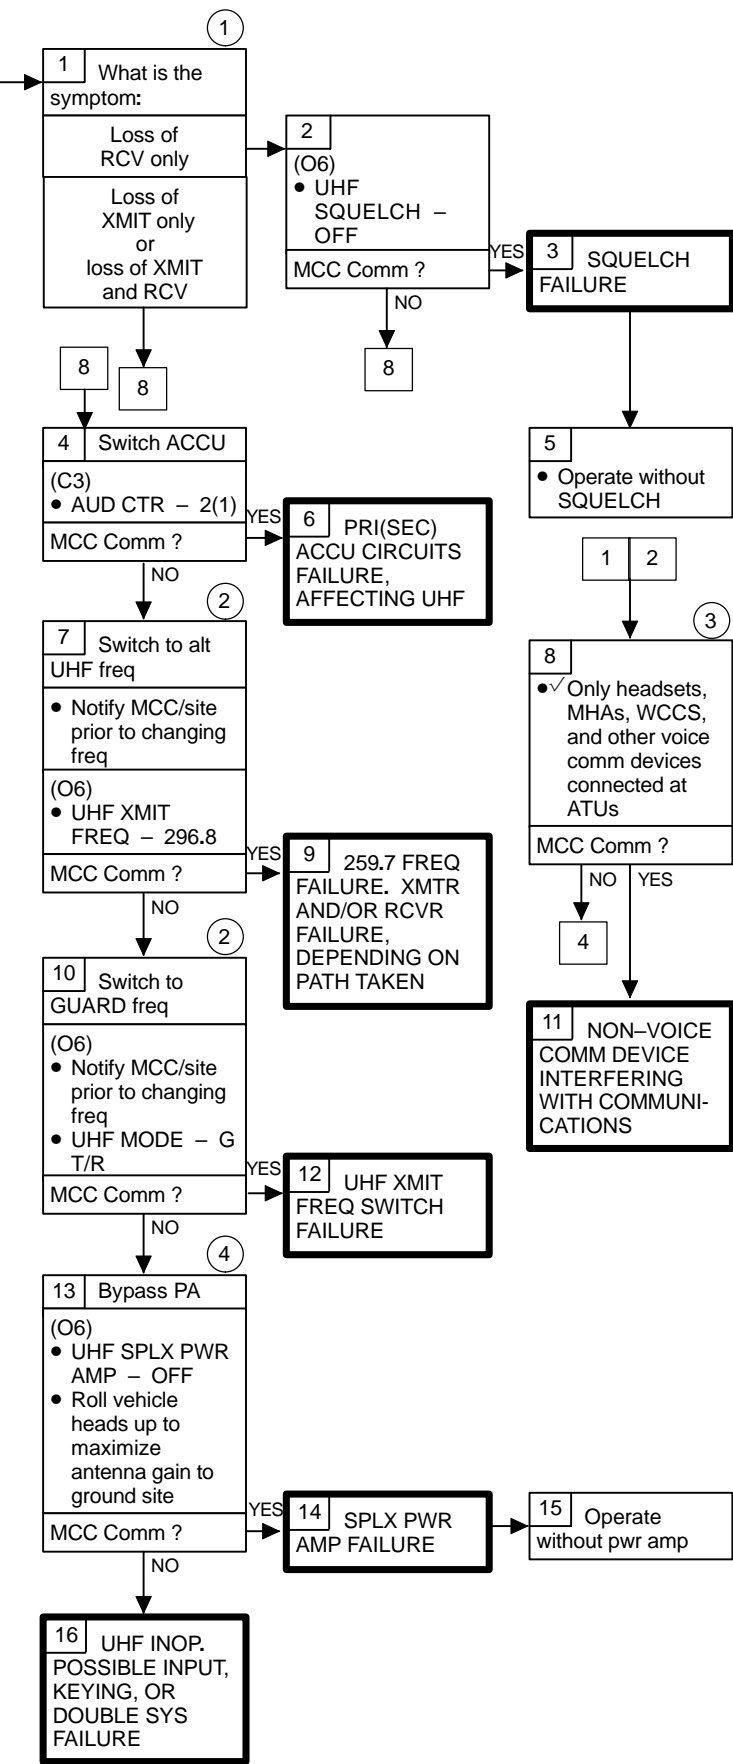 1
1 What is the
symptom:
Loss of
RCV only
Loss of
XMIT only
or
loss of XMIT
and RCV
8
2
(O6)
• UHF
SQUELCH – 
OFF
MCC Comm ?
YES
NO
8
3 SQUELCH
FAILURE
5
• Operate without
SQUELCH
8
4 Switch ACCU
(C3)
• AUD CTR – 2(1)
MCC Comm ?
YES
NO
6 PRI(SEC)
ACCU CIRCUITS
FAILURE,
AFFECTING UHF
2
7 Switch to alt
UHF freq
• Notify MCC/site
prior to changing
freq
(O6)
• UHF XMIT
FREQ – 296.8
MCC Comm ?
YES
NO
9 259.7 FREQ
FAILURE. XMTR
AND/OR RCVR
FAILURE,
DEPENDING ON
PATH TAKEN
1 2
3
8
•√ Only headsets,
MHAs, WCCS,
and other voice
comm devices
connected at
ATUs
MCC Comm ?
NO YES
4
11 NON–VOICE
COMM DEVICE
INTERFERING
WITH COMMUNI-
CATIONS
2
10 Switch to
GUARD freq
(O6)
• Notify MCC/site
prior to changing
freq
• UHF MODE – G
T/R
MCC Comm ?
YES
NO
12 UHF XMIT
FREQ SWITCH
FAILURE
4
13 Bypass PA
(O6)
• UHF SPLX PWR
AMP – OFF
• Roll vehicle
heads up to
maximize
antenna gain to
ground site
MCC Comm ?
YES
NO
14 SPLX PWR
AMP FAILURE
15 Operate
without pwr amp
16 UHF INOP.
POSSIBLE INPUT,
KEYING, OR
DOUBLE SYS
FAILURE